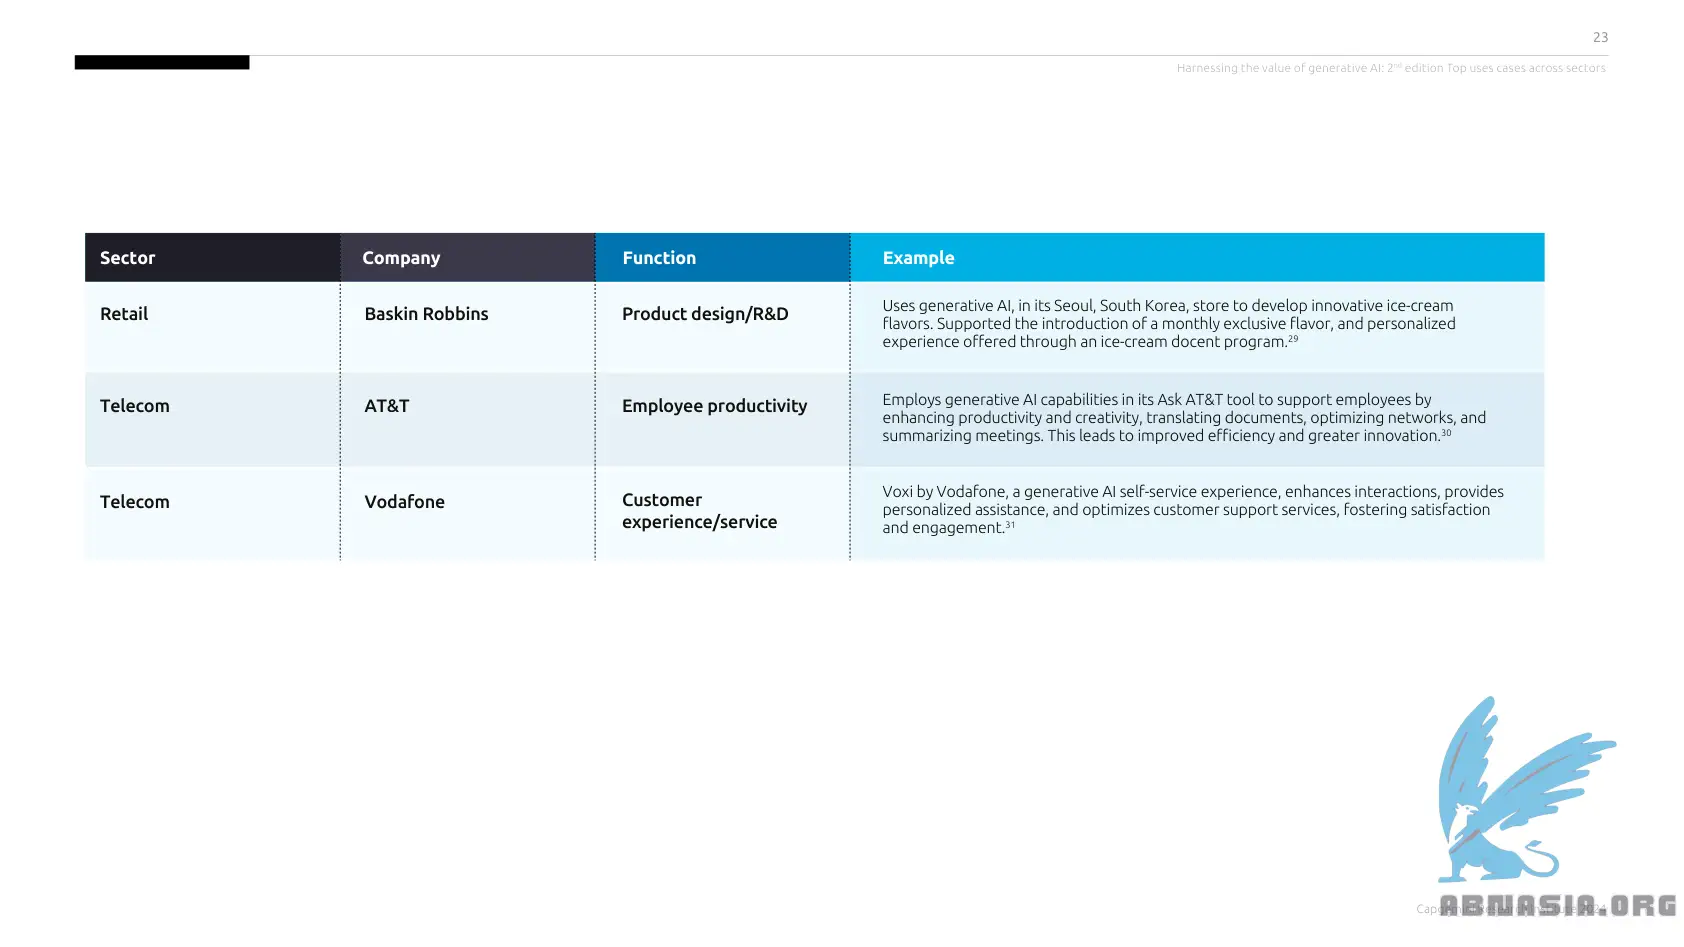 23
Harnessing the value of generative AI: 2nd edition Top uses cases across sectors
Sector Company Function Example
Retail Baskin Robbins Product design/R&D
Uses generative AI, in its Seoul, South Korea, store to develop innovative ice-cream
flavors. Supported the introduction of a monthly exclusive flavor, and personalized
experience offered through an ice-cream docent program.29
Telecom AT&T Employee productivity
Employs generative AI capabilities in its Ask AT&T tool to support employees by
enhancing productivity and creativity, translating documents, optimizing networks, and
summarizing meetings. This leads to improved efficiency and greater innovation.30
Telecom Vodafone Customer
experience/service
Voxi by Vodafone, a generative AI self-service experience, enhances interactions, provides
personalized assistance, and optimizes customer support services, fostering satisfaction
and engagement.31
ABNASIA.ORG